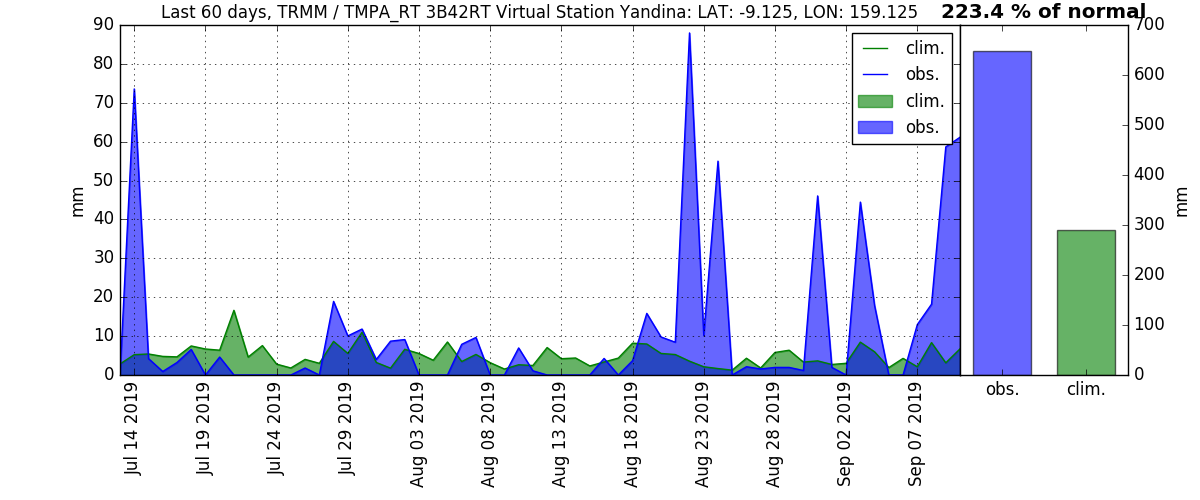 Last 60 days, TRMM / TMPA_RT 3B42RT Virtual Station Yandina: LAT: -9.125, LON: 159.125
223.4 % of normal
90
80
70
60
50
40
30
20
10
0
mm
clim.
obs.
clim.
obs.
Jul 14 2019
Jul 19 2019
Jul 24 2019
Jul 29 2019
Aug 03 2019
Aug 08 2019
Aug 13 2019
Aug 18 2019
Aug 23 2019
Aug 28 2019
Sep 02 2019
Sep 07 2019
700
600
500
400
300
200
100
0
mm
obs.
clim.